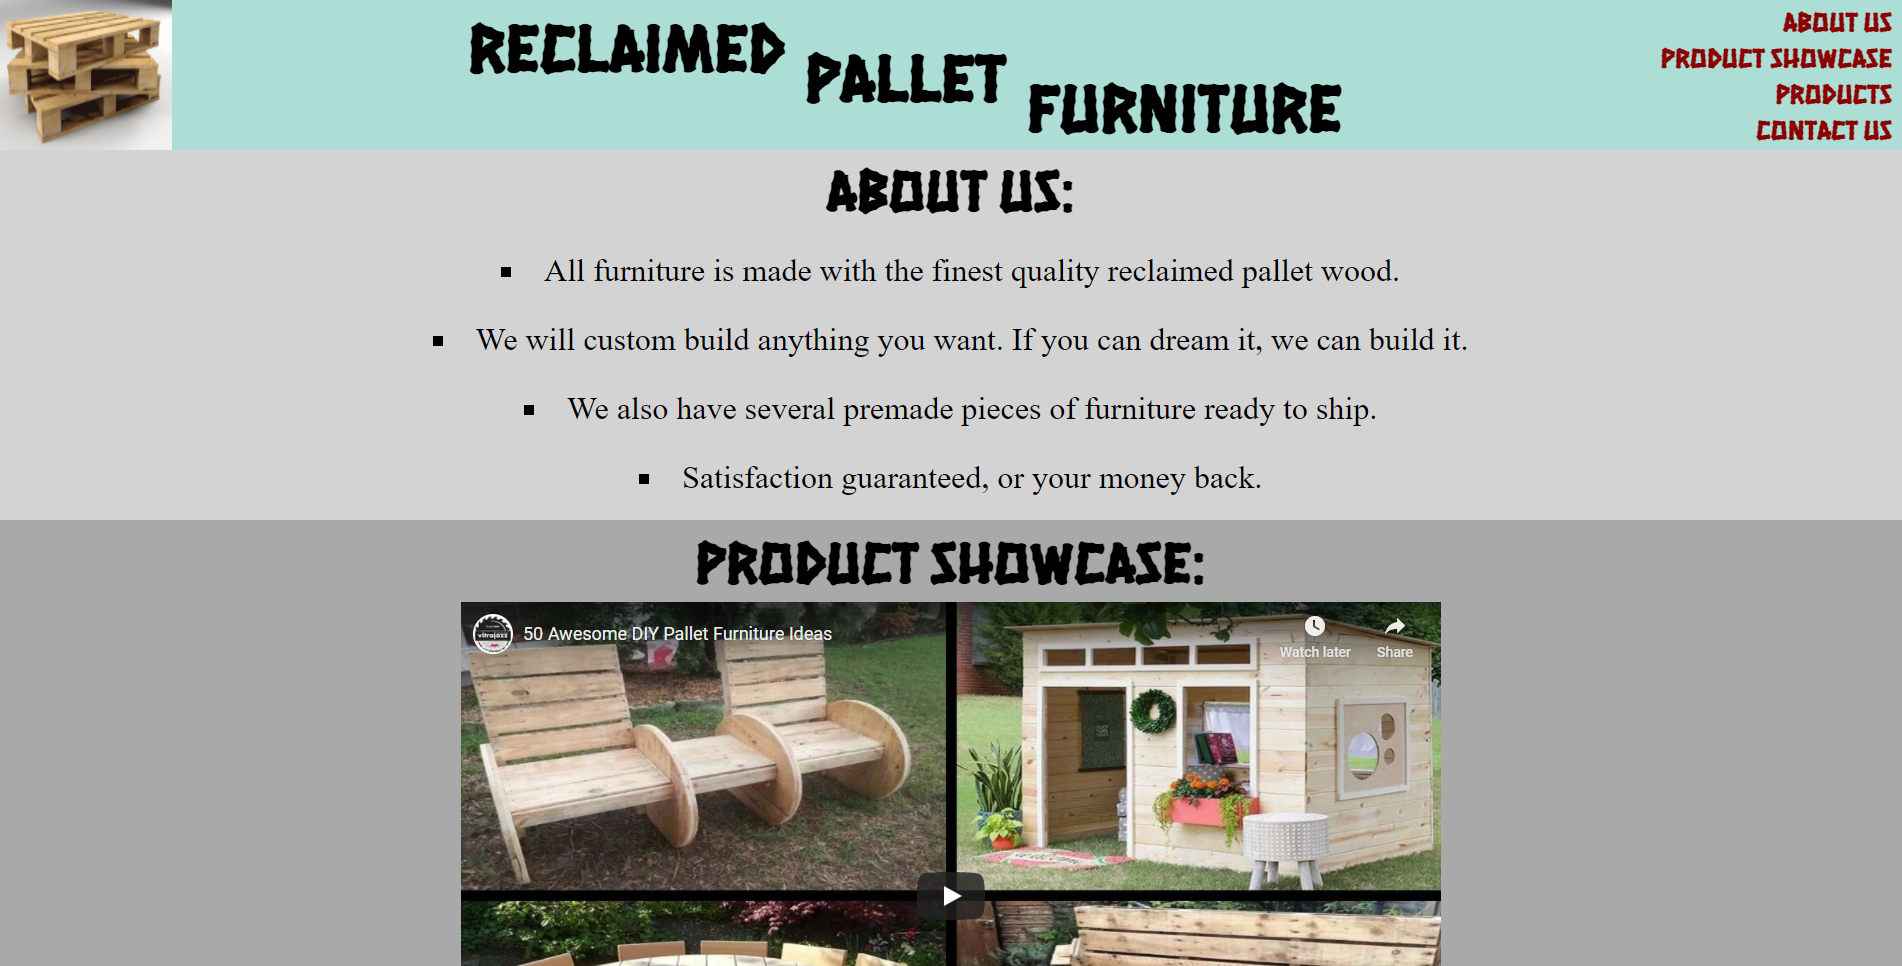 RECLAIMED PALLET FURNITURE
ABOUT US
PRODUCT SHOWCASE
PRODUCTS
CONTACT US
ABOUT US:
All furniture is made with the finest quality reclaimed pallet wood.
We will custom build anything you want. If you can dream it, we can build it.
We also have several premade pieces of furniture ready to ship.
Satisfaction guaranteed, or your money back.
PRODUCT SHOWCASE:
vitrajozz
50 Awesome DIY Pallet Furniture Ideas
Watch later
Share